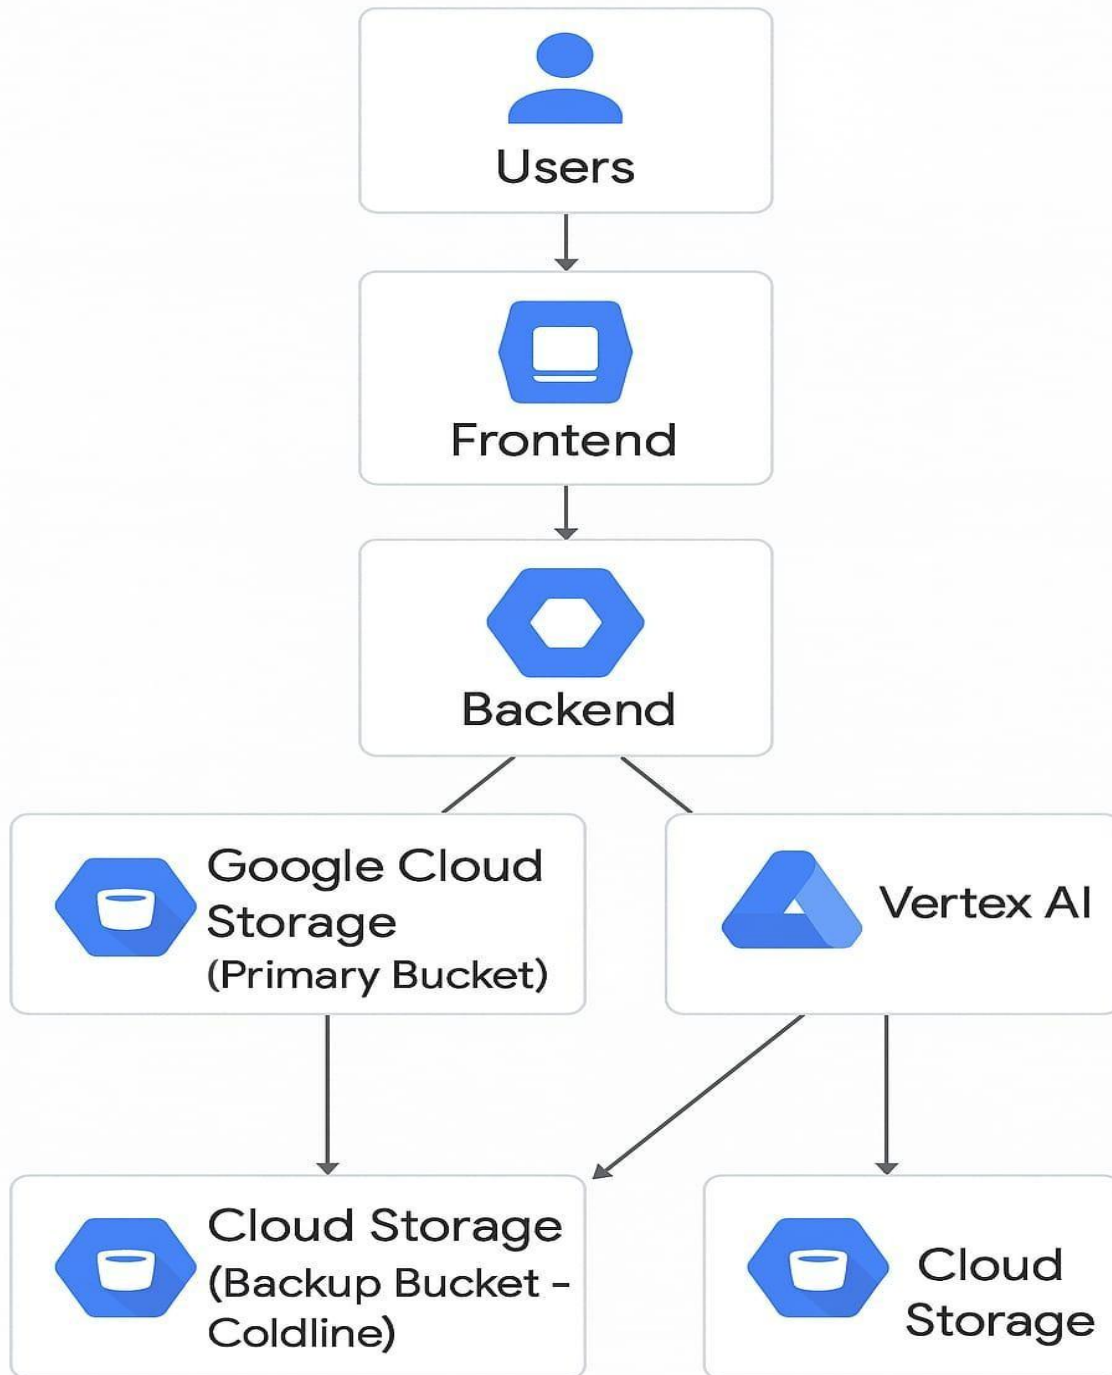 Users
Frontend
Backend
Google Cloud
Storage
(Primary Bucket)
Vertex AI
Cloud Storage
(Backup Bucket –
Coldline)
Cloud
Storage